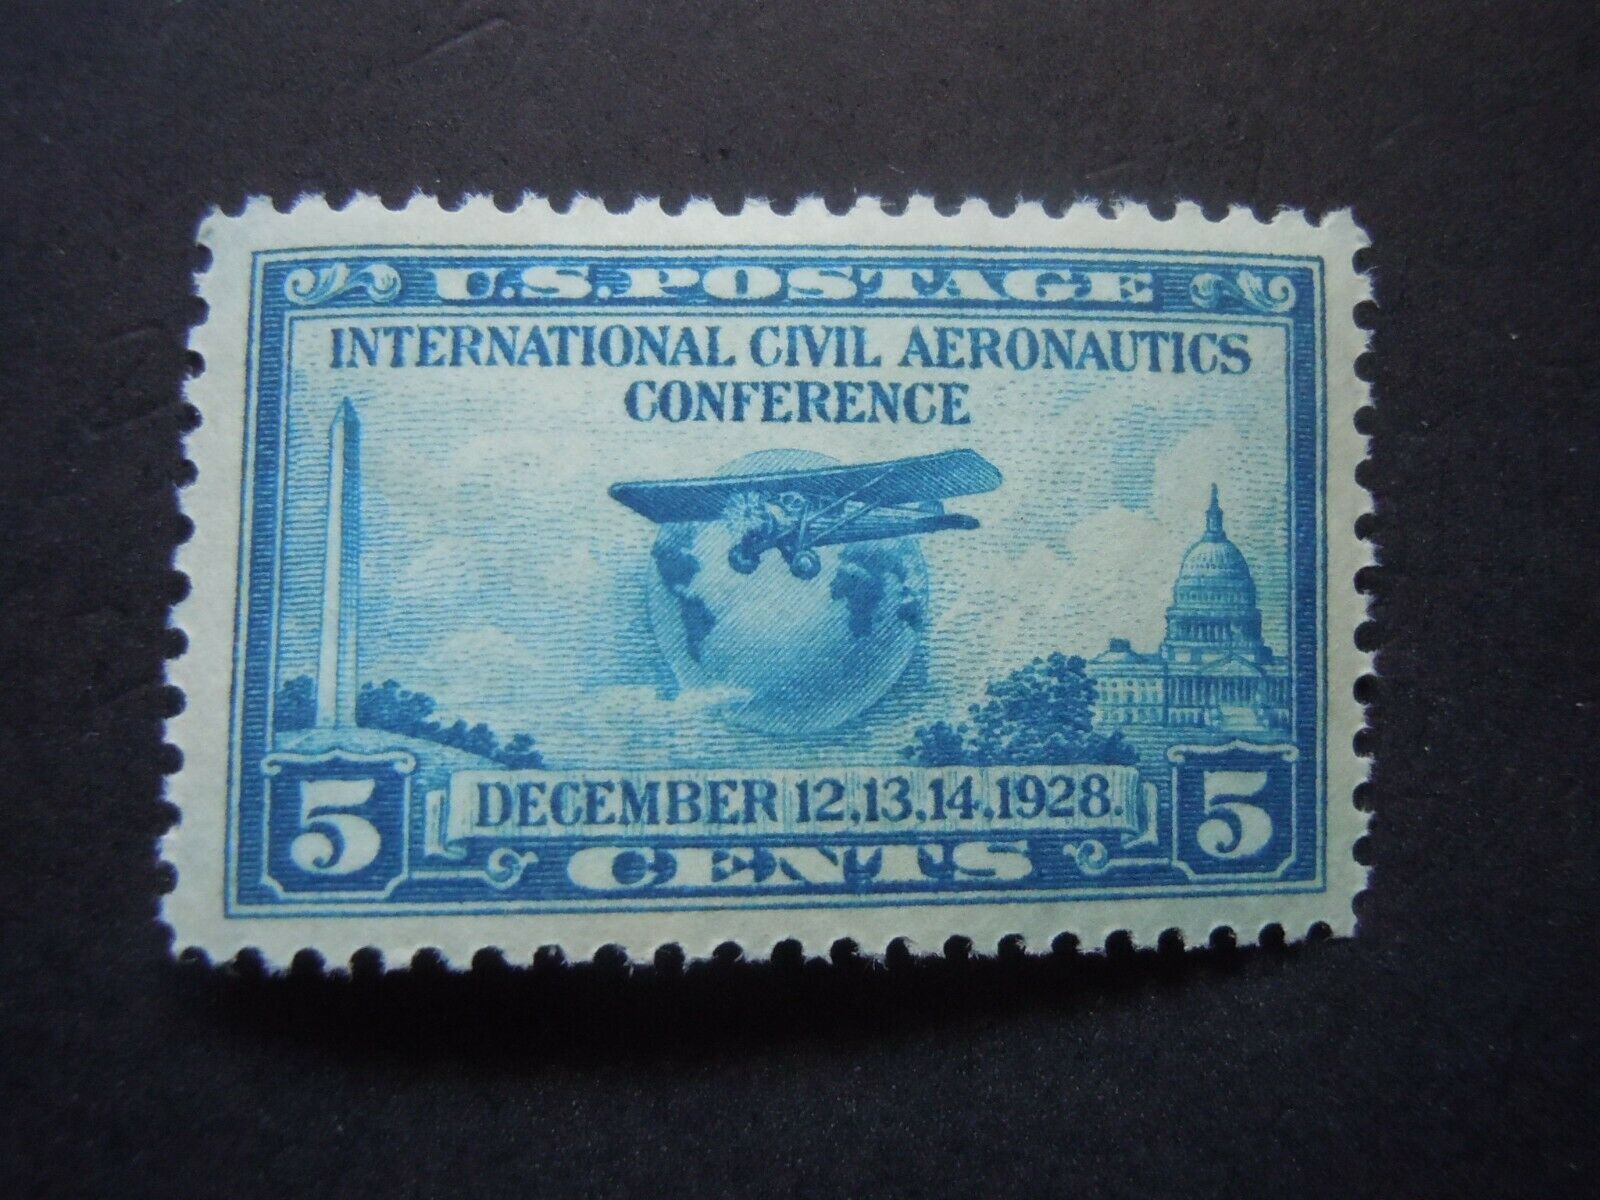 U.S. POSTAGE
INTERNATIONAL CIVIL AERONAUTICS
CONFERENCE
5 DECEMBER 12,13,14,1928. 5
CENTS